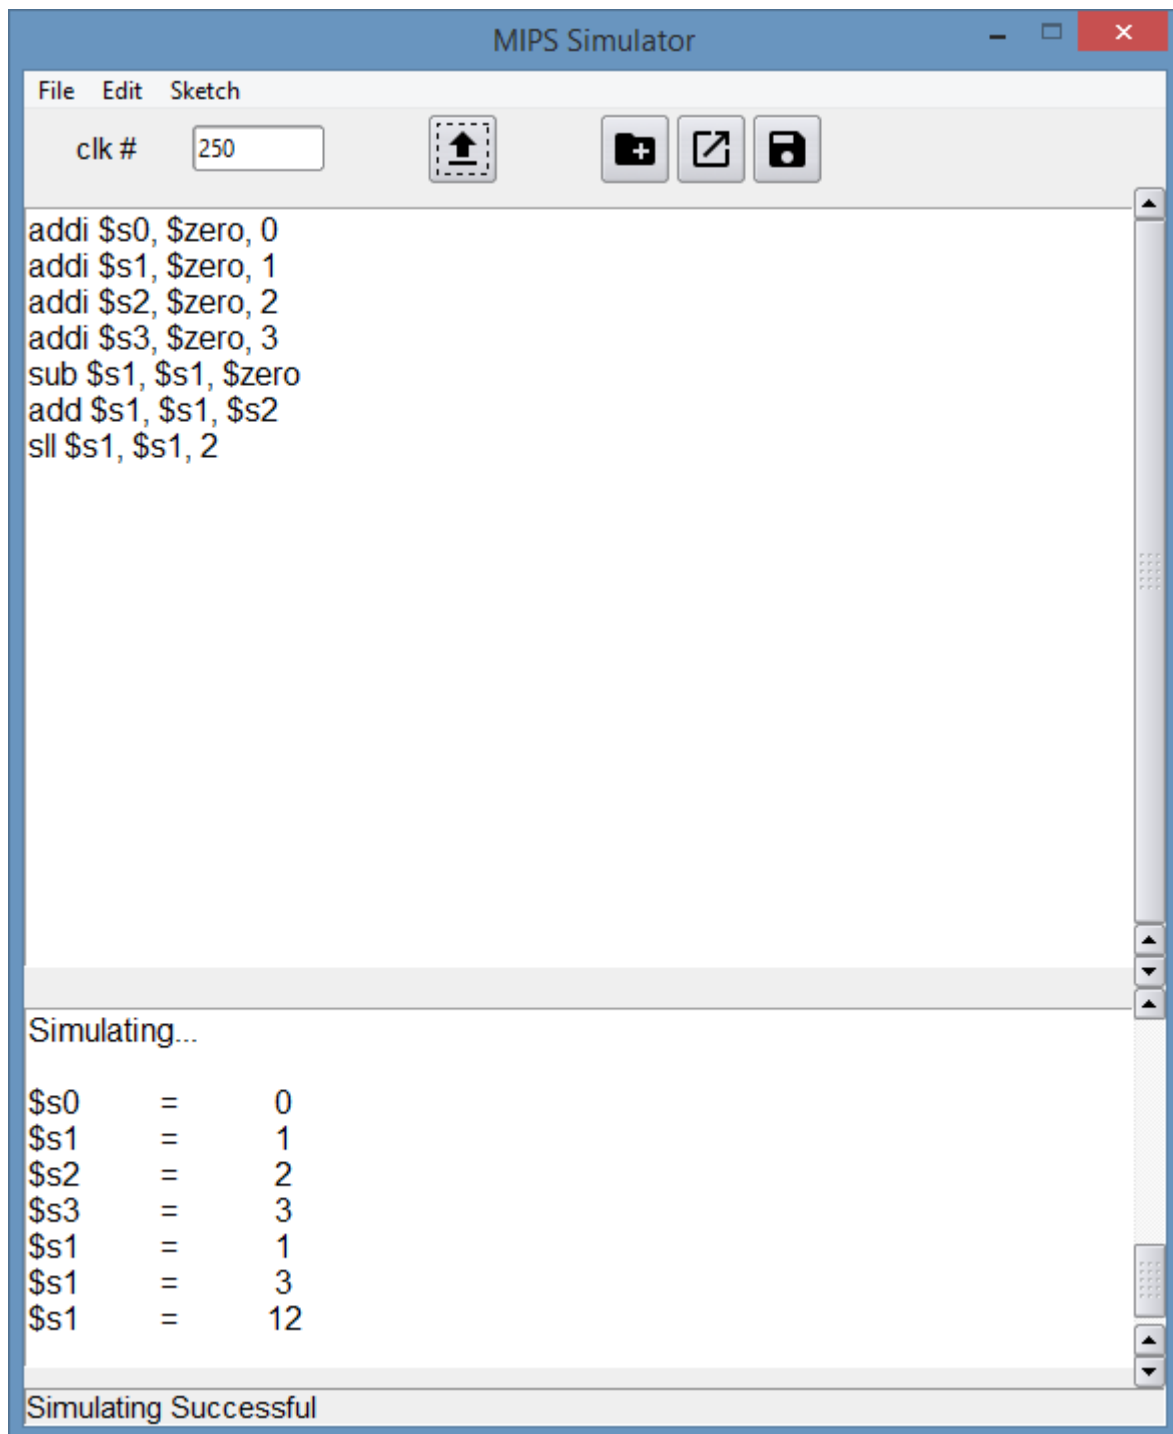 MIPS Simulator
File Edit Sketch
clk # 250
addi $s0, $zero, 0
addi $s1, $zero, 1
addi $s2, $zero, 2
addi $s3, $zero, 3
sub $s1, $s1, $zero
add $s1, $s1, $s2
sll $s1, $s1, 2
Simulating...
$s0 = 0
$s1 = 1
$s2 = 2
$s3 = 3
$s1 = 1
$s1 = 3
$s1 = 12
Simulating Successful